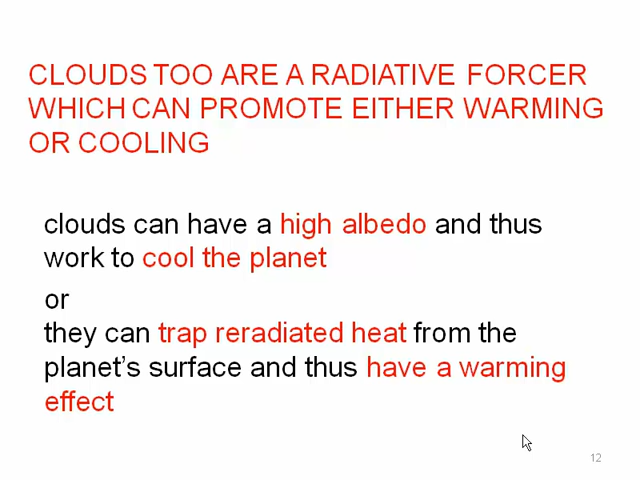 CLOUDS TOO ARE A RADIATIVE FORCER
WHICH CAN PROMOTE EITHER WARMING
OR COOLING
clouds can have a high albedo and thus
work to cool the planet
or
they can trap reradiated heat from the
planet’s surface and thus have a warming
effect
12